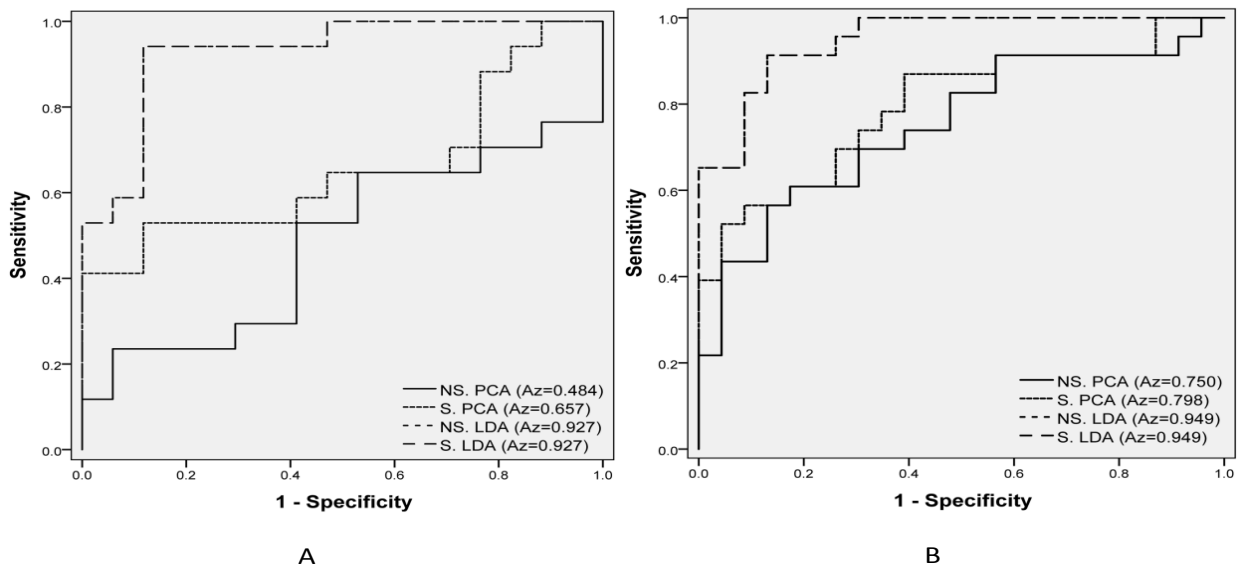 1.0
0.8
0.6
0.4
0.2
0.0
Sensitivity
NS. PCA (Az=0.484)
S. PCA (Az=0.657)
NS. LDA (Az=0.927)
S. LDA (Az=0.927)
0.0 0.2 0.4 0.6 0.8 1.0
1 - Specificity
A
1.0
0.8
0.6
0.4
0.2
0.0
Sensitivity
NS. PCA (Az=0.750)
S. PCA (Az=0.798)
NS. LDA (Az=0.949)
S. LDA (Az=0.949)
0.0 0.2 0.4 0.6 0.8 1.0
1 - Specificity
B